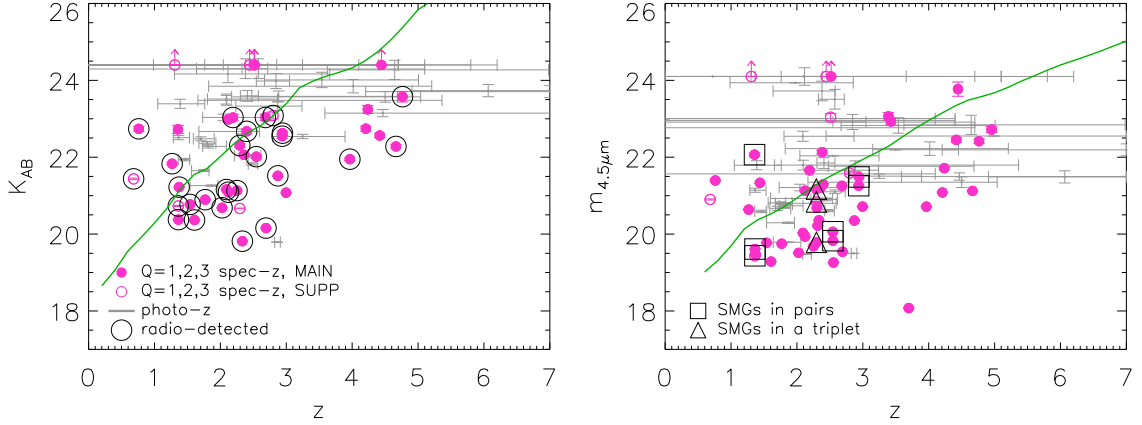 26
24
22
20
18
K_AB
Q=1,2,3 spec-z, MAIN
Q=1,2,3 spec-z, SUPP
photo-z
radio-detected
0 1 2 3 4 5 6 7
z
26
24
22
20
18
m_4.5μm
SMGs in pairs
SMGs in a triplet
0 1 2 3 4 5 6 7
z